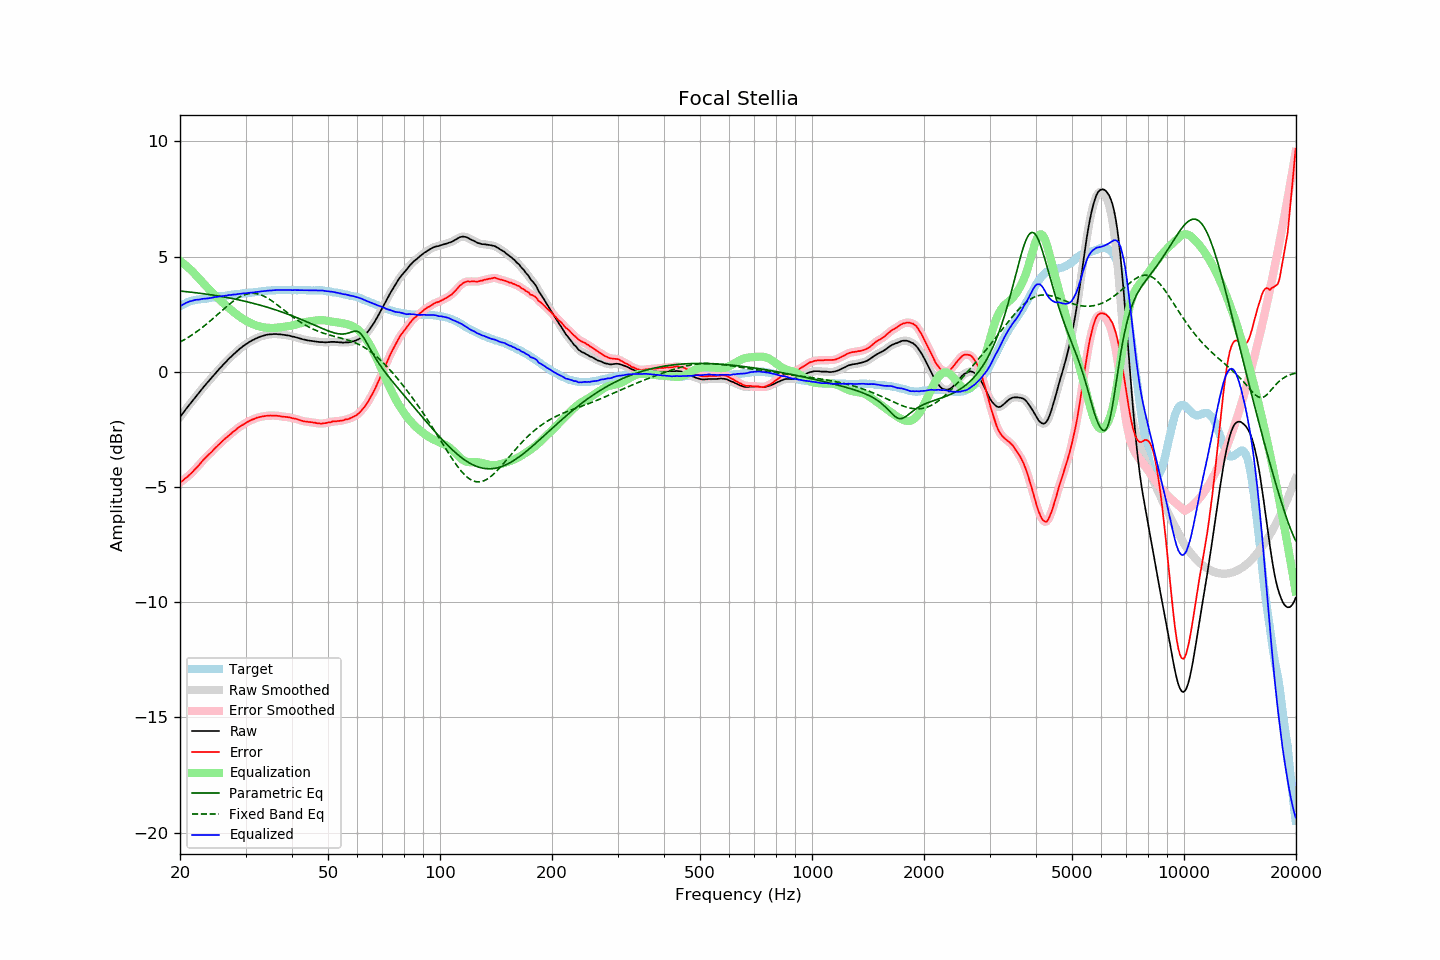 Focal Stellia
10
5
0
−5
−10
−15
−20
Amplitude (dBr)
Target
Raw Smoothed
Error Smoothed
Raw
Error
Equalization
Parametric Eq
Fixed Band Eq
Equalized
20 50 100 200 500 1000 2000 5000 10000 20000
Frequency (Hz)